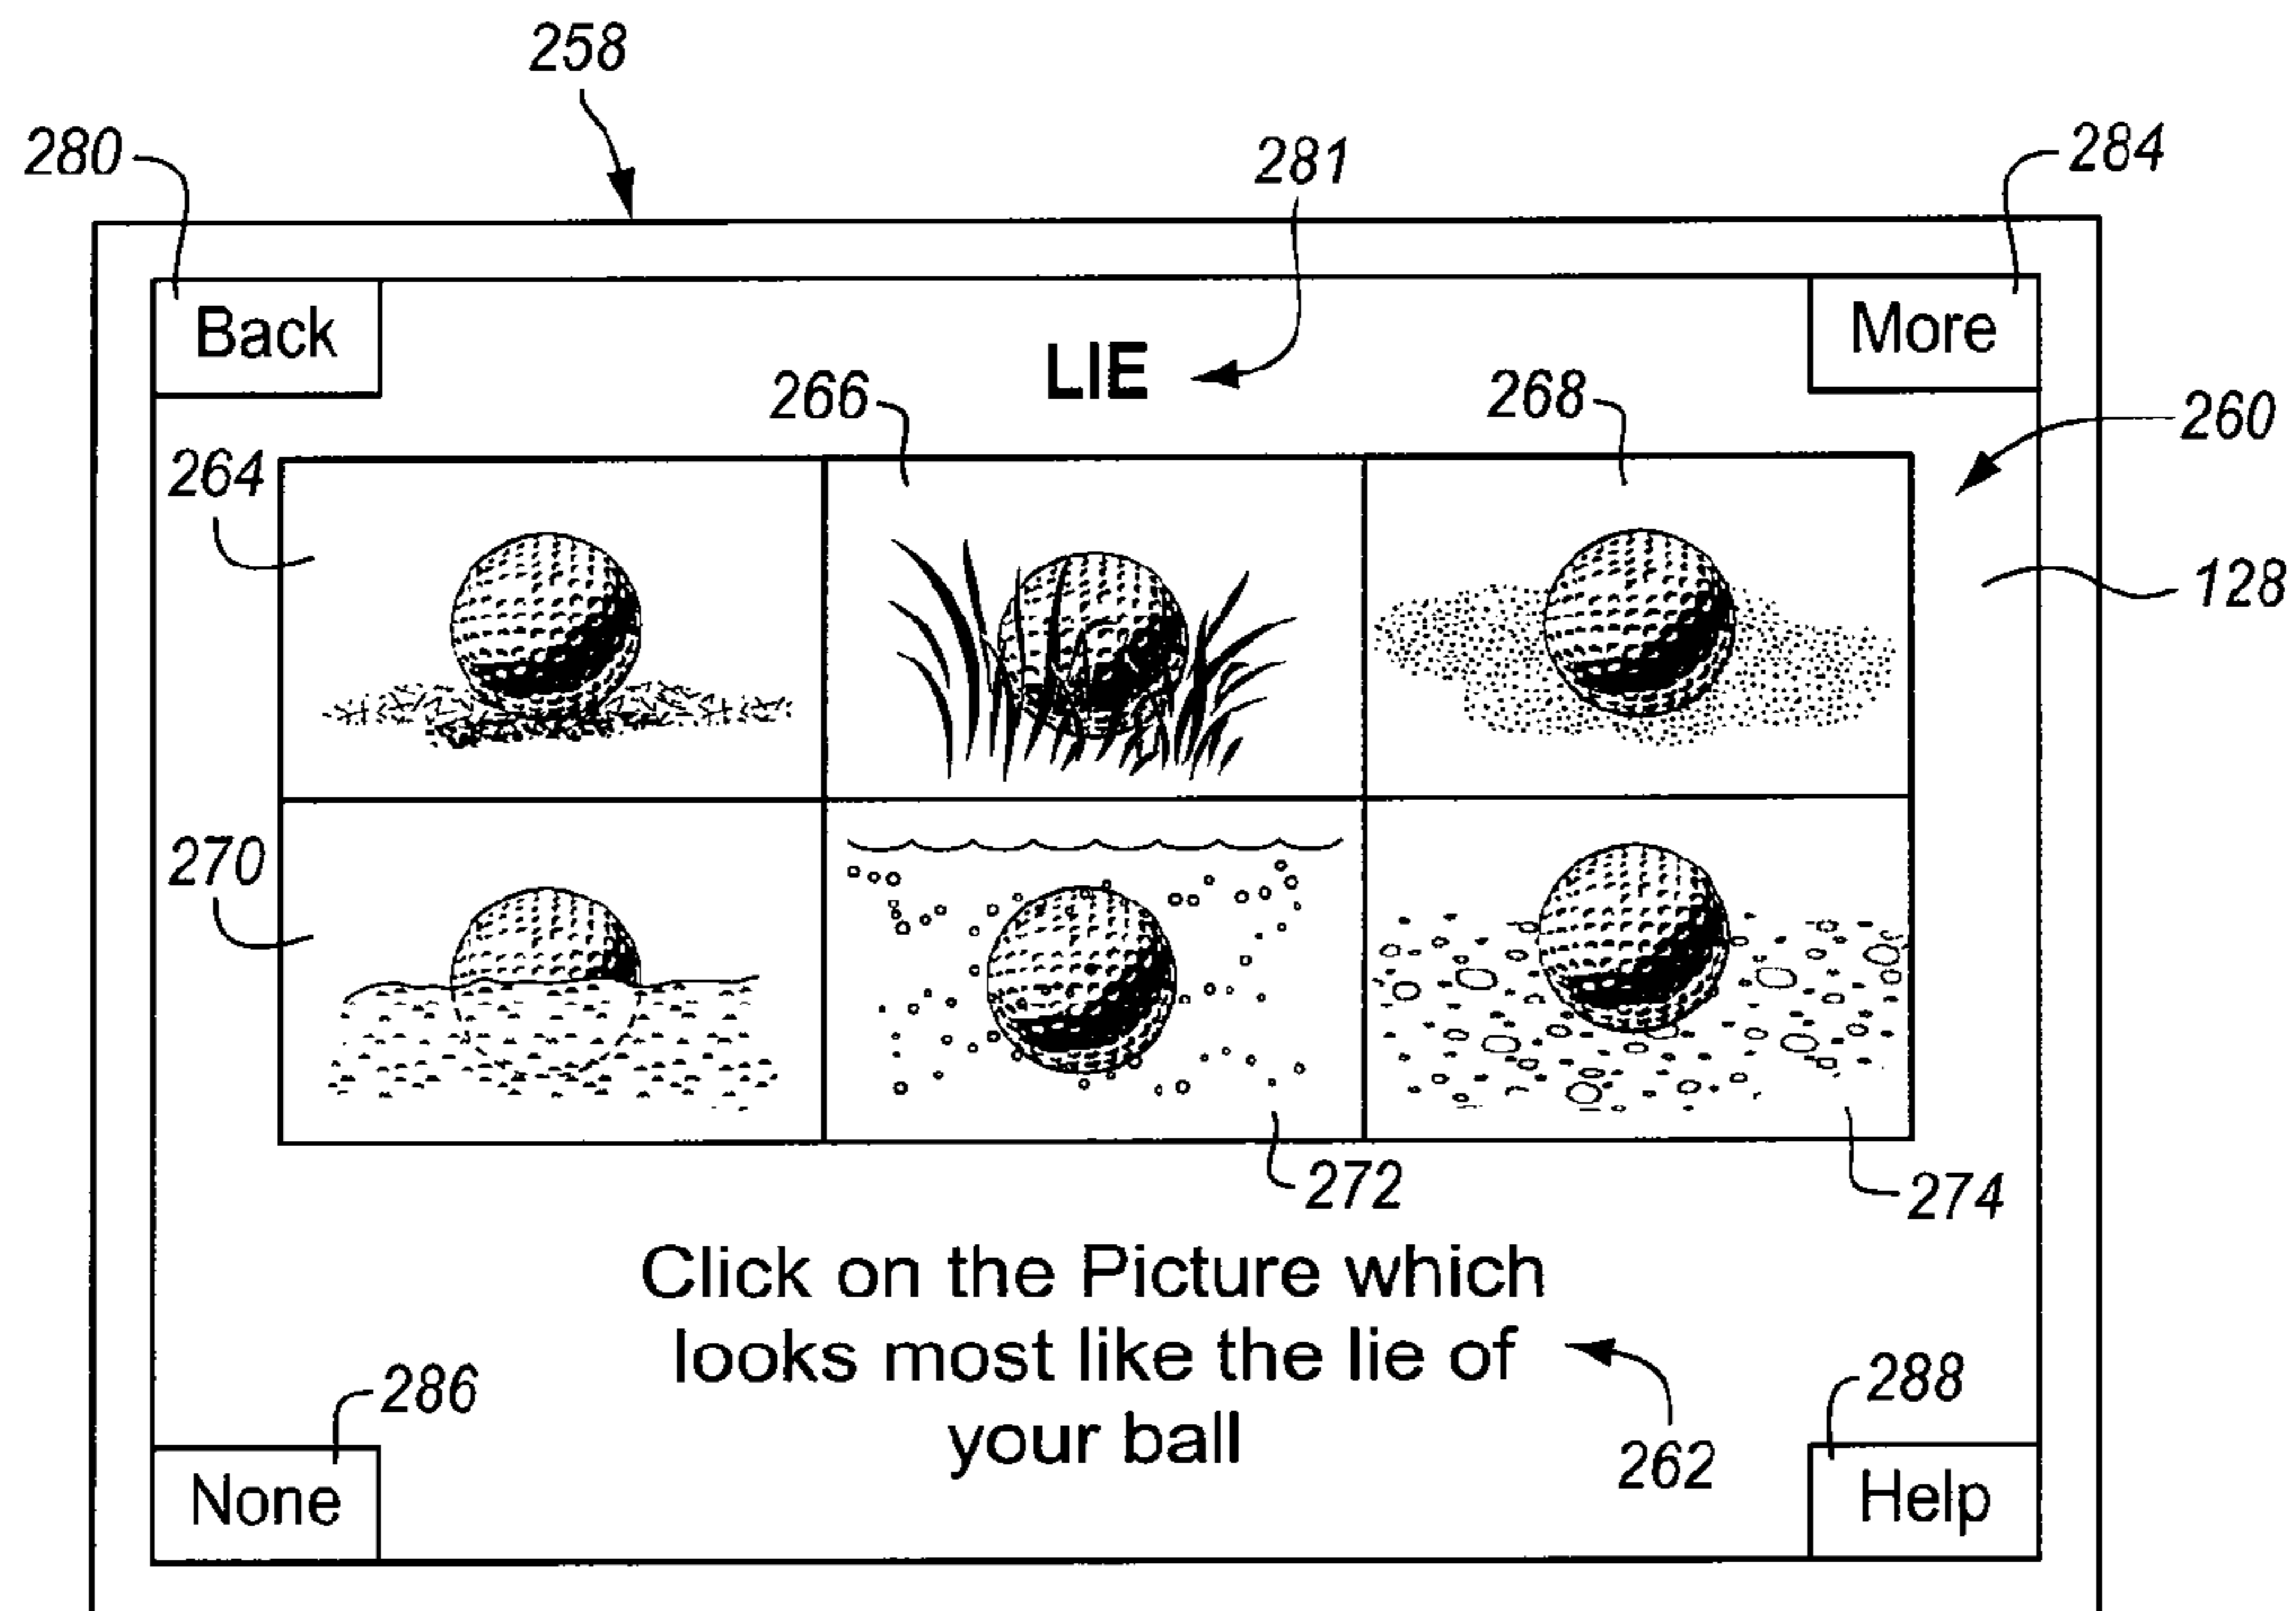 258
280
281
284
Back
More
LIE
266
268
260
264
128
270
272
274
Click on the Picture which
looks most like the lie of
your ball
286
288
262
None
Help